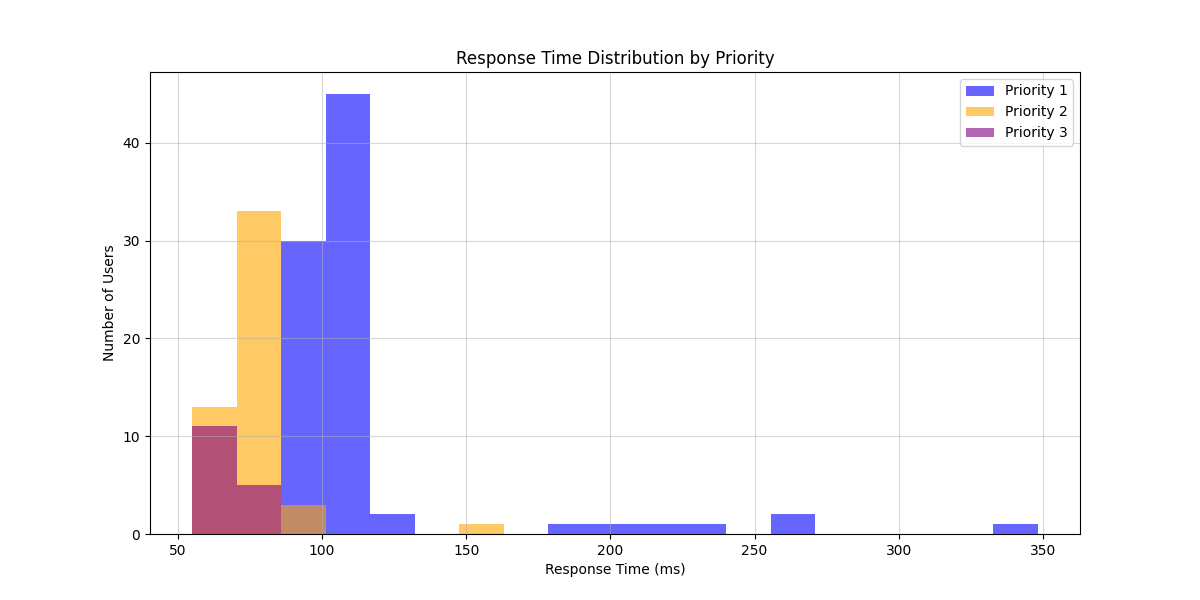 Response Time Distribution by Priority
Priority 1
Priority 2
Priority 3
Number of Users
40
30
20
10
0
50 100 150 200 250 300 350
Response Time (ms)